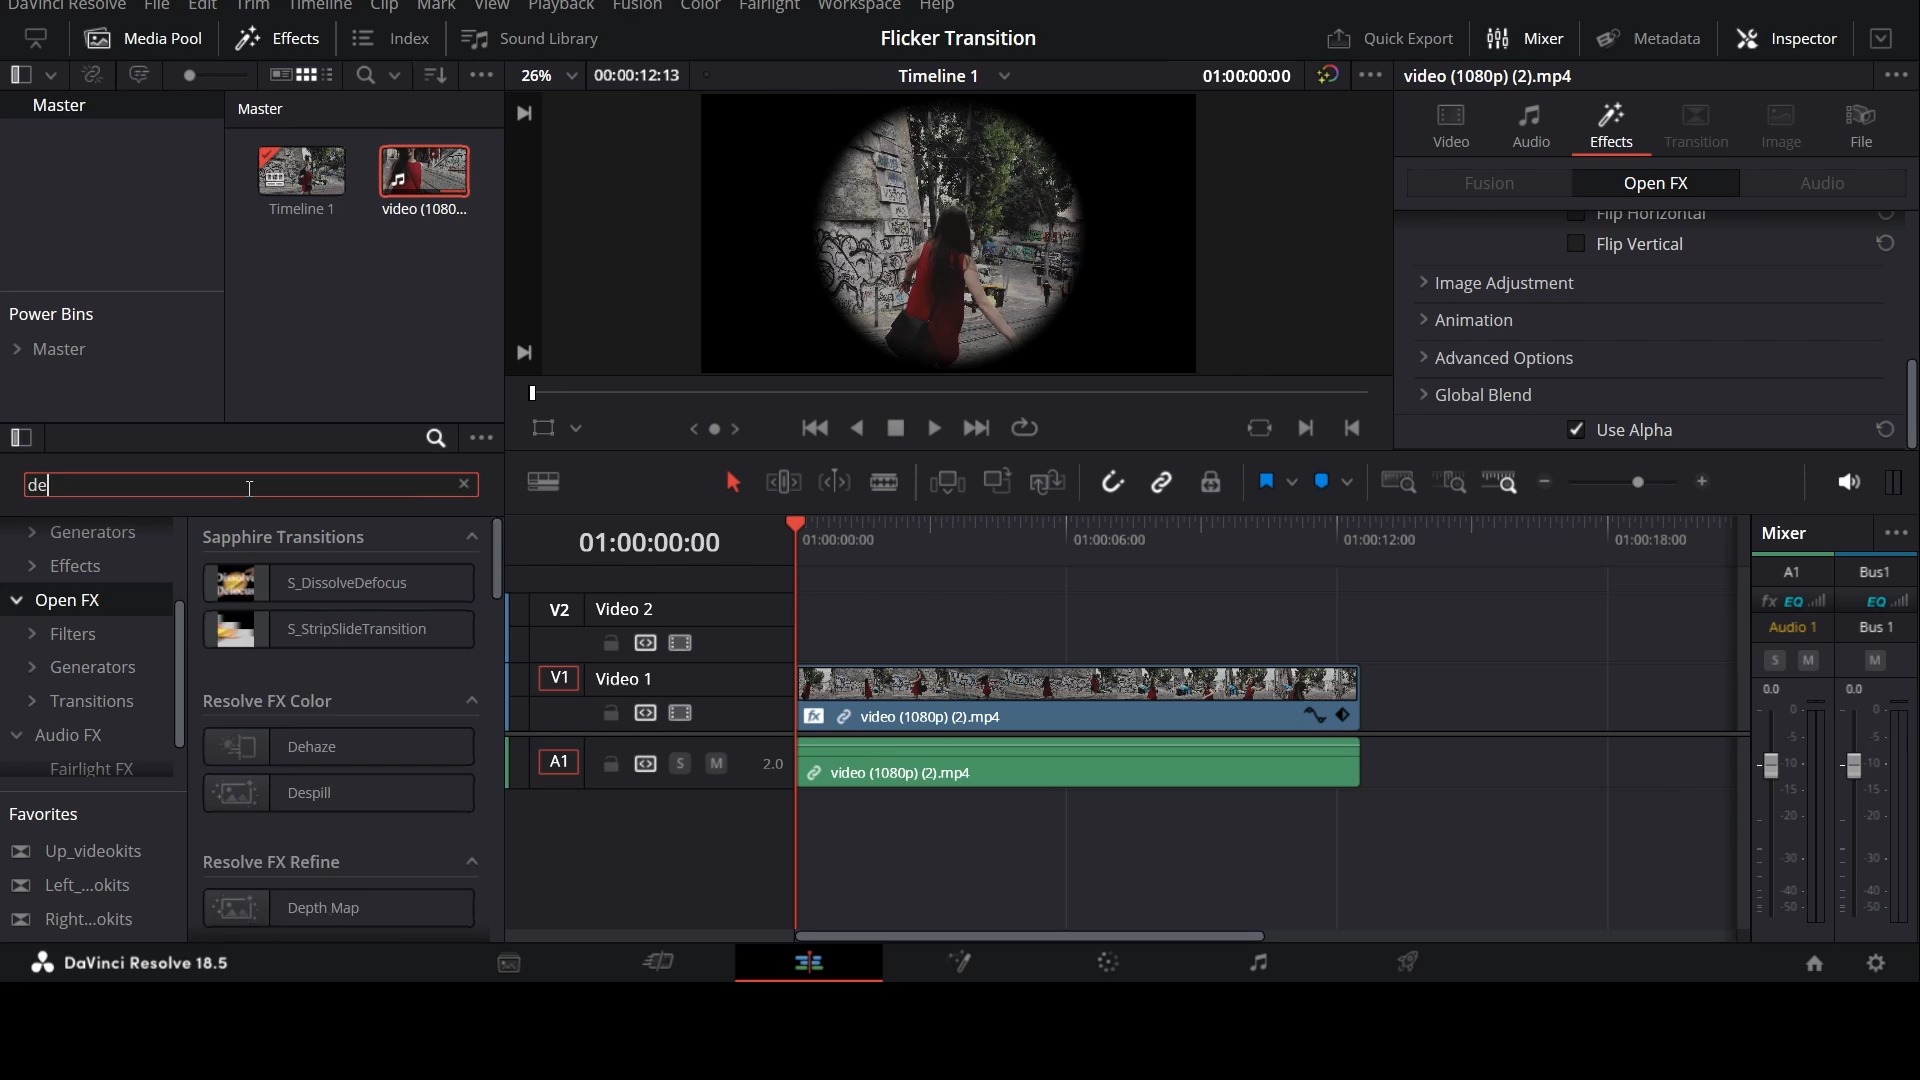 DaVinci Resolve File Edit Trim Timeline Clip Mark View Playback Fusion Color Fairlight Workspace Help
Media Pool Effects Index Sound Library Flicker Transition Quick Export Mixer Metadata Inspector
26% 00:00:12:13 Timeline 1 01:00:00:00 video (1080p) (2).mp4
Master
Master
Timeline 1
video (1080...
Power Bins
Master
Video Audio Effects Transition Image File
Fusion Open FX Audio
Flip Horizontal
Flip Vertical
Image Adjustment
Animation
Advanced Options
Global Blend
Use Alpha
de
Generators
Effects
Open FX
Filters
Generators
Transitions
Audio FX
Fairlight FX
Favorites
Up_videokits
Left_...okits
Right...okits
Sapphire Transitions
S_DissolveDefocus
S_StripSlideTransition
Resolve FX Color
Dehaze
Despill
Resolve FX Refine
Depth Map
01:00:00:00
01:00:00:00 01:00:06:00 01:00:12:00 01:00:18:00
V2 Video 2
V1 Video 1
fx video (1080p) (2).mp4
A1 S M 2.0
video (1080p) (2).mp4
Mixer
A1 Bus1
fx EQ EQ
Audio 1 Bus 1
S M M
0.0 0.0
0 0
-5 -5
-10 -10
-15 -15
-20 -20
-30 -30
-40 -40
-50 -50
DaVinci Resolve 18.5